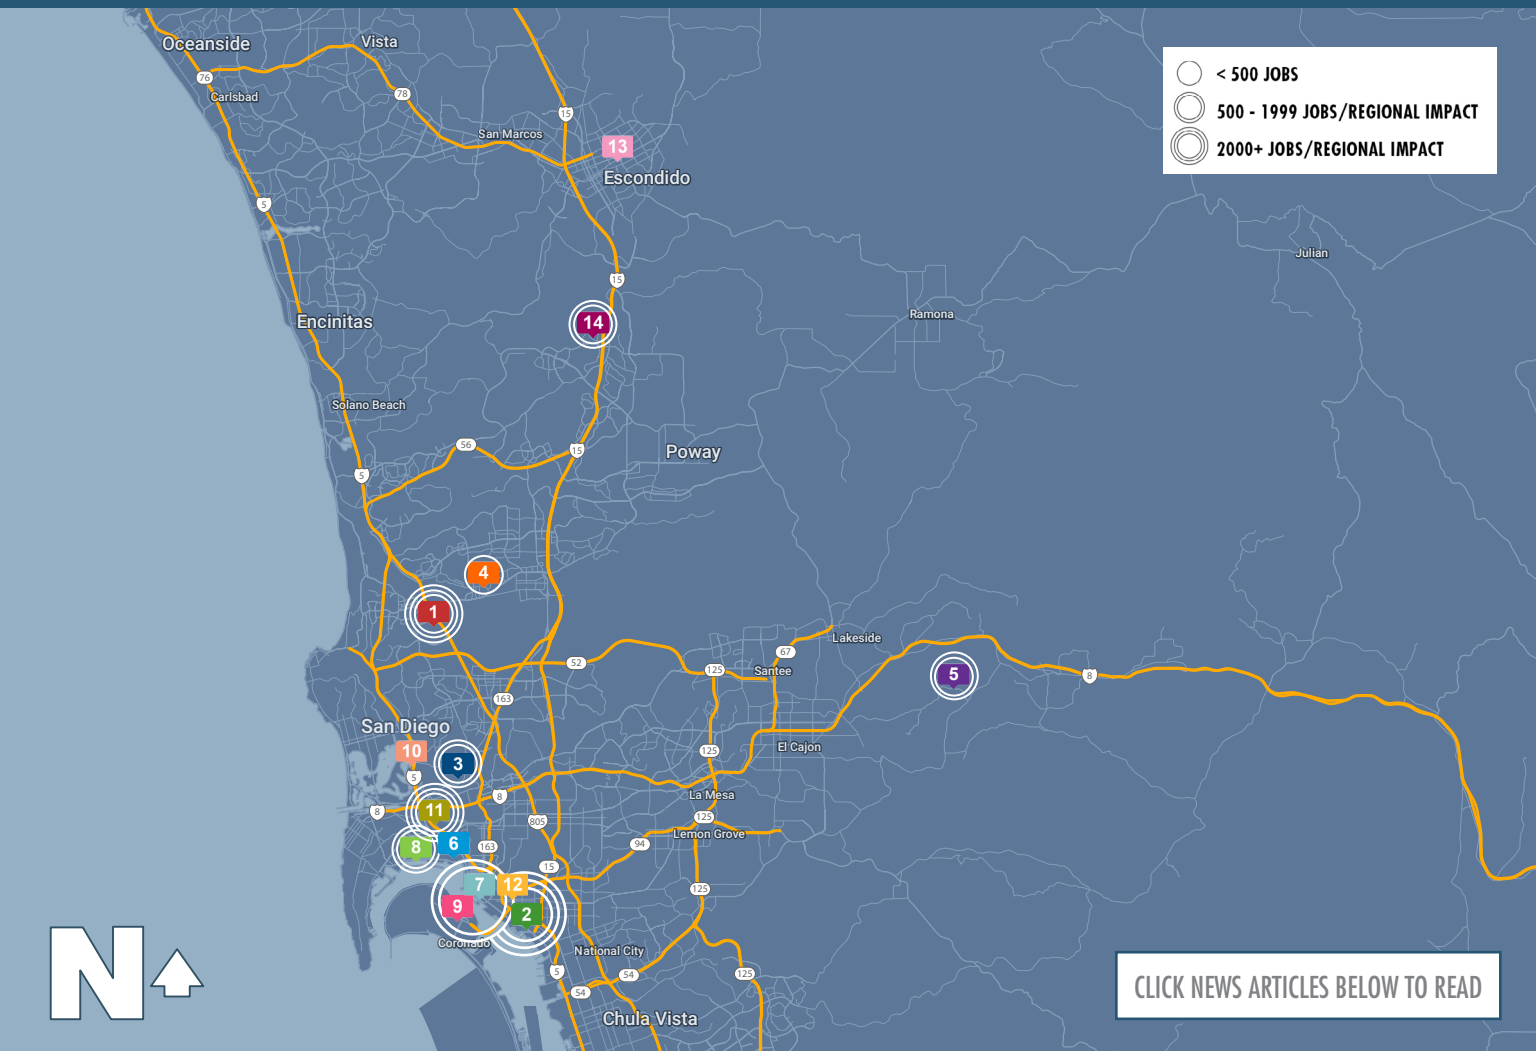 Oceanside
Vista
76
Carlsbad
78
15
San Marcos
13
Escondido
5
15
14
Encinitas
Ramona
Julian
Solano Beach
56
15
Poway
5
4
1
Lakeside
67
52
125
Santee
5
8
163
San Diego
10
3
5
125
El Cajon
8
8
11
La Mesa
805
125
Lemon Grove
8
6
163
94
15
7
12
125
9
2
Coronado
National City
5
54
125
54
Chula Vista
< 500 JOBS
500 - 1999 JOBS/REGIONAL IMPACT
2000+ JOBS/REGIONAL IMPACT
N
CLICK NEWS ARTICLES BELOW TO READ